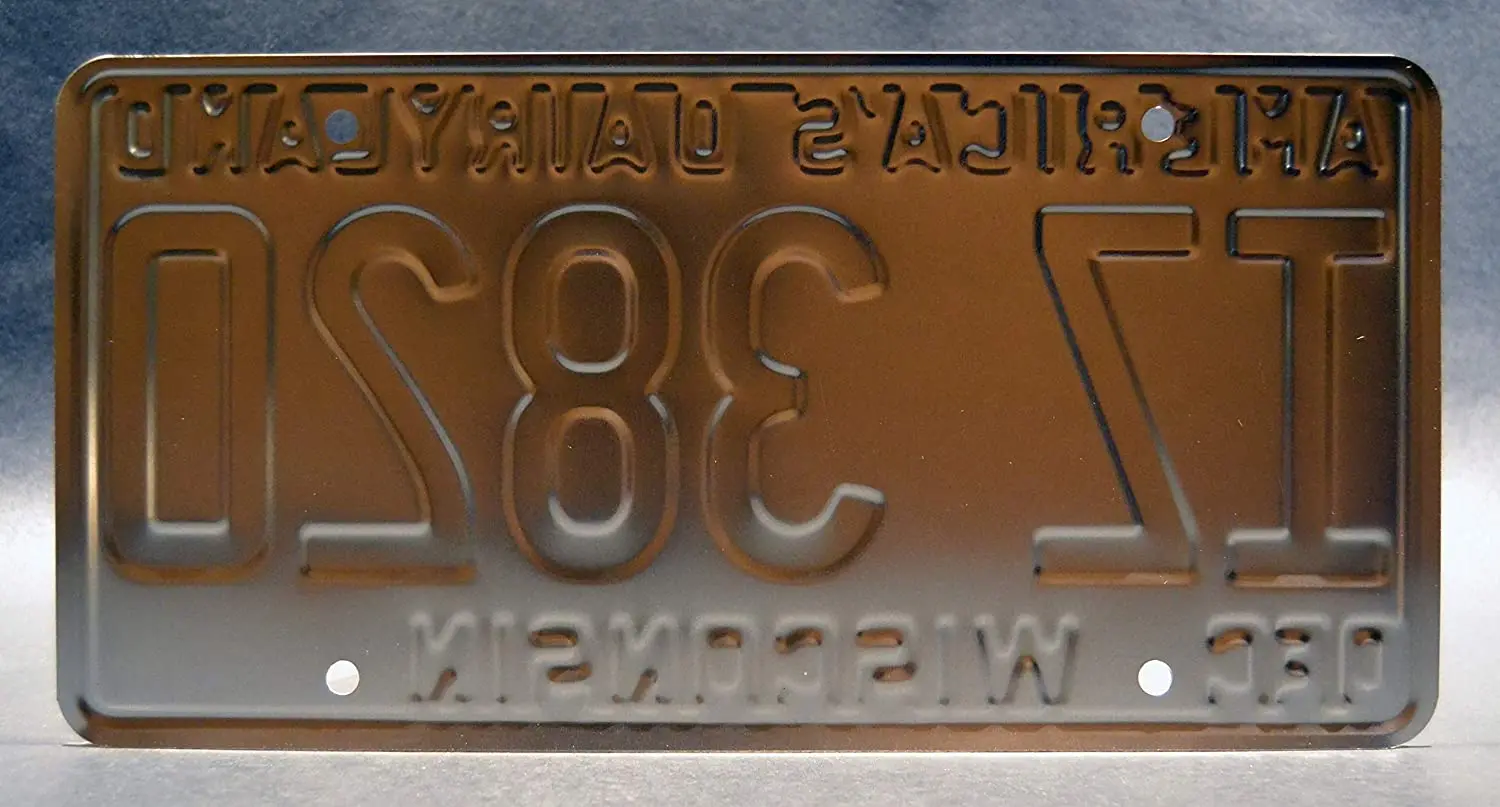 AMERICA'S DAIRYLAND
IZ 3820
DEC WISCONSIN